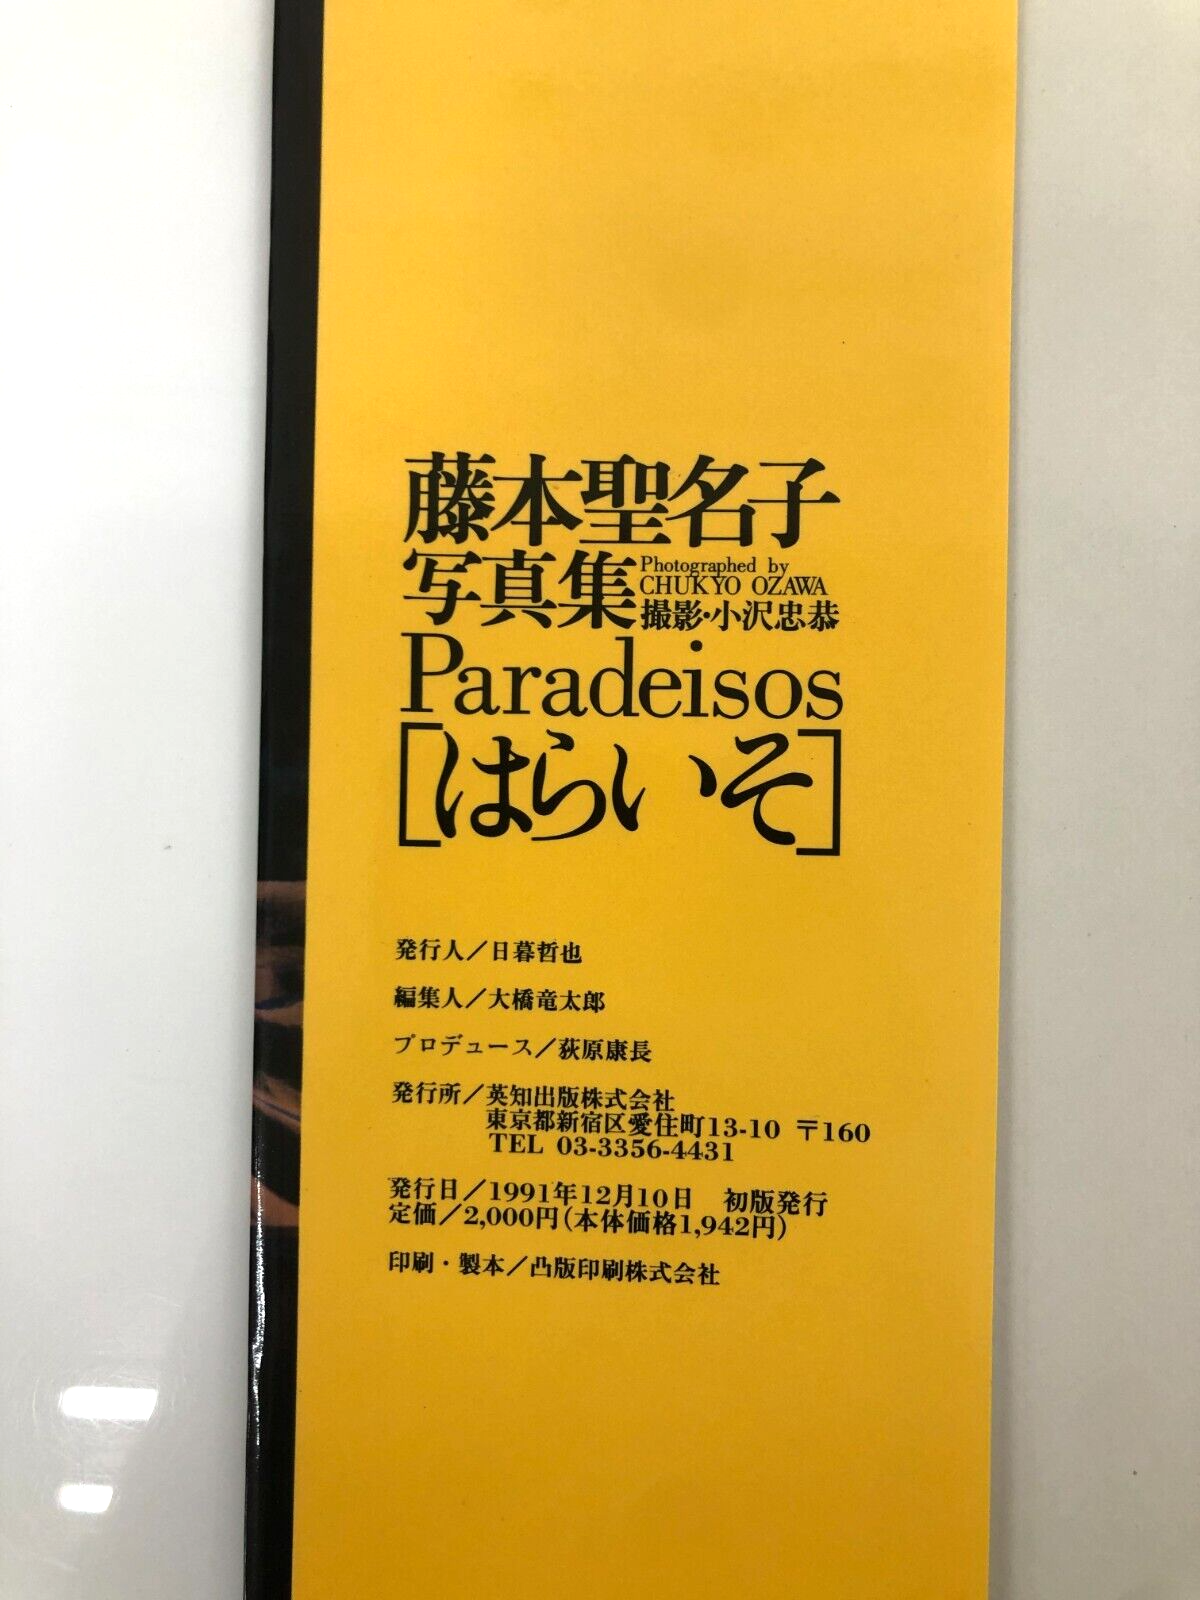 藤本聖名子
写真集
Photographed by
CHUKYO OZAWA
撮影・小沢忠恭
Paradeisos
[はらいそ]
発行人／日暮哲也
編集人／大橋竜太郎
プロデュース／荻原康長
発行所／英知出版株式会社
東京都新宿区愛住町13-10 〒160
TEL 03-3356-4431
発行日／1991年12月10日 初版発行
定価／2,000円(本体価格1,942円)
印刷・製本／凸版印刷株式会社